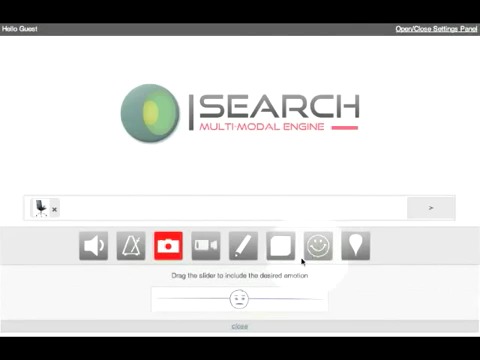 Hello Guest
Open/Close Settings Panel
|SEARCH
MULTI-MODAL ENGINE
x
>
Drag the slider to include the desired emotion
close